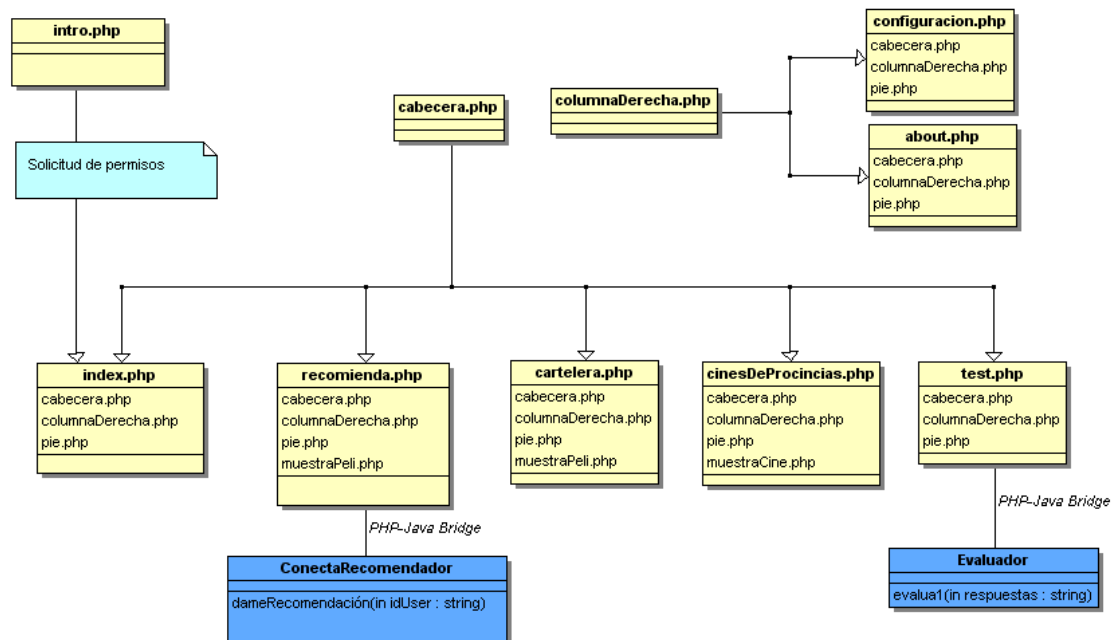 intro.php
Solicitud de permisos
cabecera.php
columnaDerecha.php
configuracion.php
cabecera.php
columnaDerecha.php
pie.php
about.php
cabecera.php
columnaDerecha.php
pie.php
index.php
cabecera.php
columnaDerecha.php
pie.php
recomienda.php
cabecera.php
columnaDerecha.php
pie.php
muestraPeli.php
cartelera.php
cabecera.php
columnaDerecha.php
pie.php
muestraPeli.php
cinesDeProcincias.php
cabecera.php
columnaDerecha.php
pie.php
muestraCine.php
test.php
cabecera.php
columnaDerecha.php
pie.php
PHP-Java Bridge
ConectaRecomendador
dameRecomendación(in idUser : string)
PHP-Java Bridge
Evaluador
evalua1(in respuestas : string)